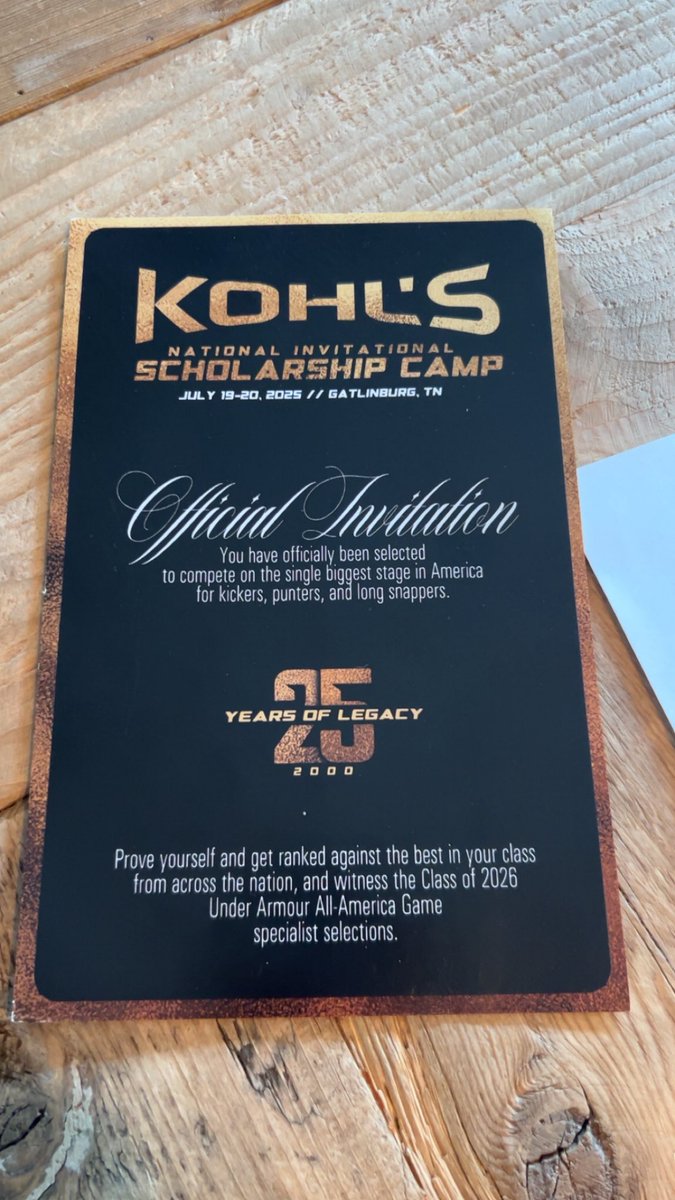 KOHL'S
NATIONAL INVITATIONAL
SCHOLARSHIP CAMP
JULY 19-20, 2025 // GATLINBURG, TN
Official Invitation
You have officially been selected
to compete on the single biggest stage in America
for kickers, punters, and long snappers.
25
YEARS OF LEGACY
2000
Prove yourself and get ranked against the best in your class
from across the nation, and witness the Class of 2026
Under Armour All-America Game
specialist selections.